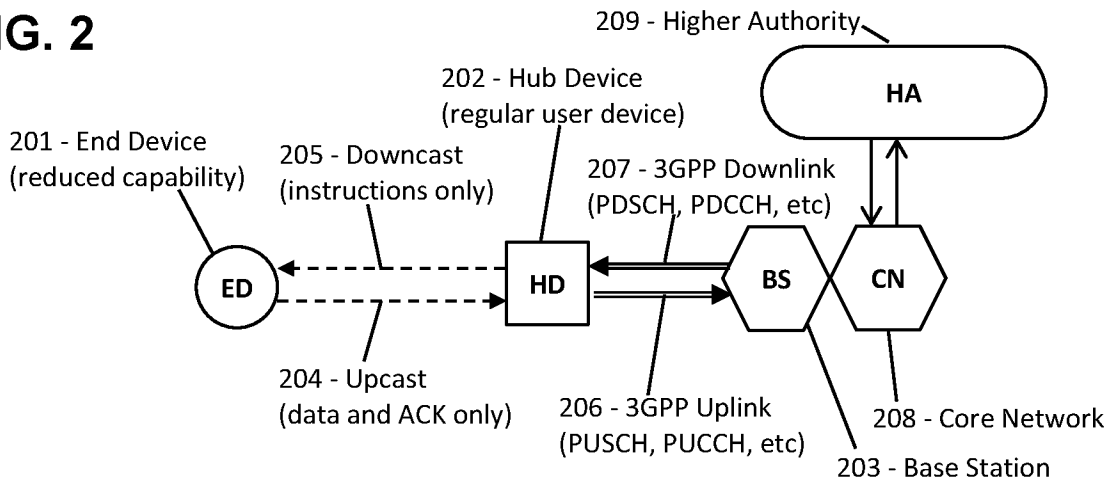 IG. 2
209 - Higher Authority
HA
202 - Hub Device
(regular user device)
201 - End Device
(reduced capability)
205 - Downcast
(instructions only)
207 - 3GPP Downlink
(PDSCH, PDCCH, etc)
ED
HD
BS
CN
204 - Upcast
(data and ACK only)
206 - 3GPP Uplink
(PUSCH, PUCCH, etc)
208 - Core Network
203 - Base Station